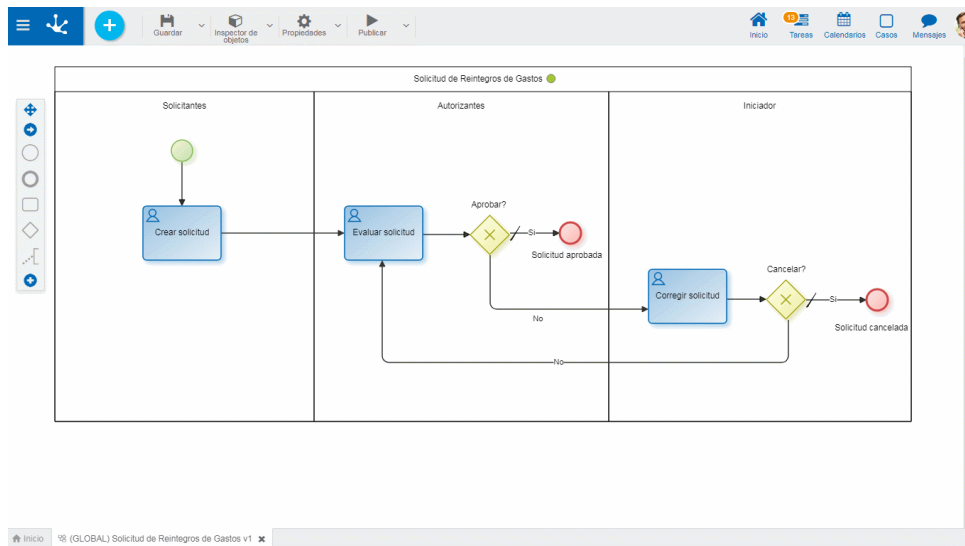 Guardar
Inspector de
objetos
Propiedades
Publicar
Inicio
13
Tareas
Calendarios
Casos
Mensajes
Solicitud de Reintegros de Gastos
Solicitantes
Autorizantes
Iniciador
Crear solicitud
Evaluar solicitud
Aprobar?
Si
Solicitud aprobada
No
Corregir solicitud
Cancelar?
Si
Solicitud cancelada
No
Inicio
(GLOBAL) Solicitud de Reintegros de Gastos v1